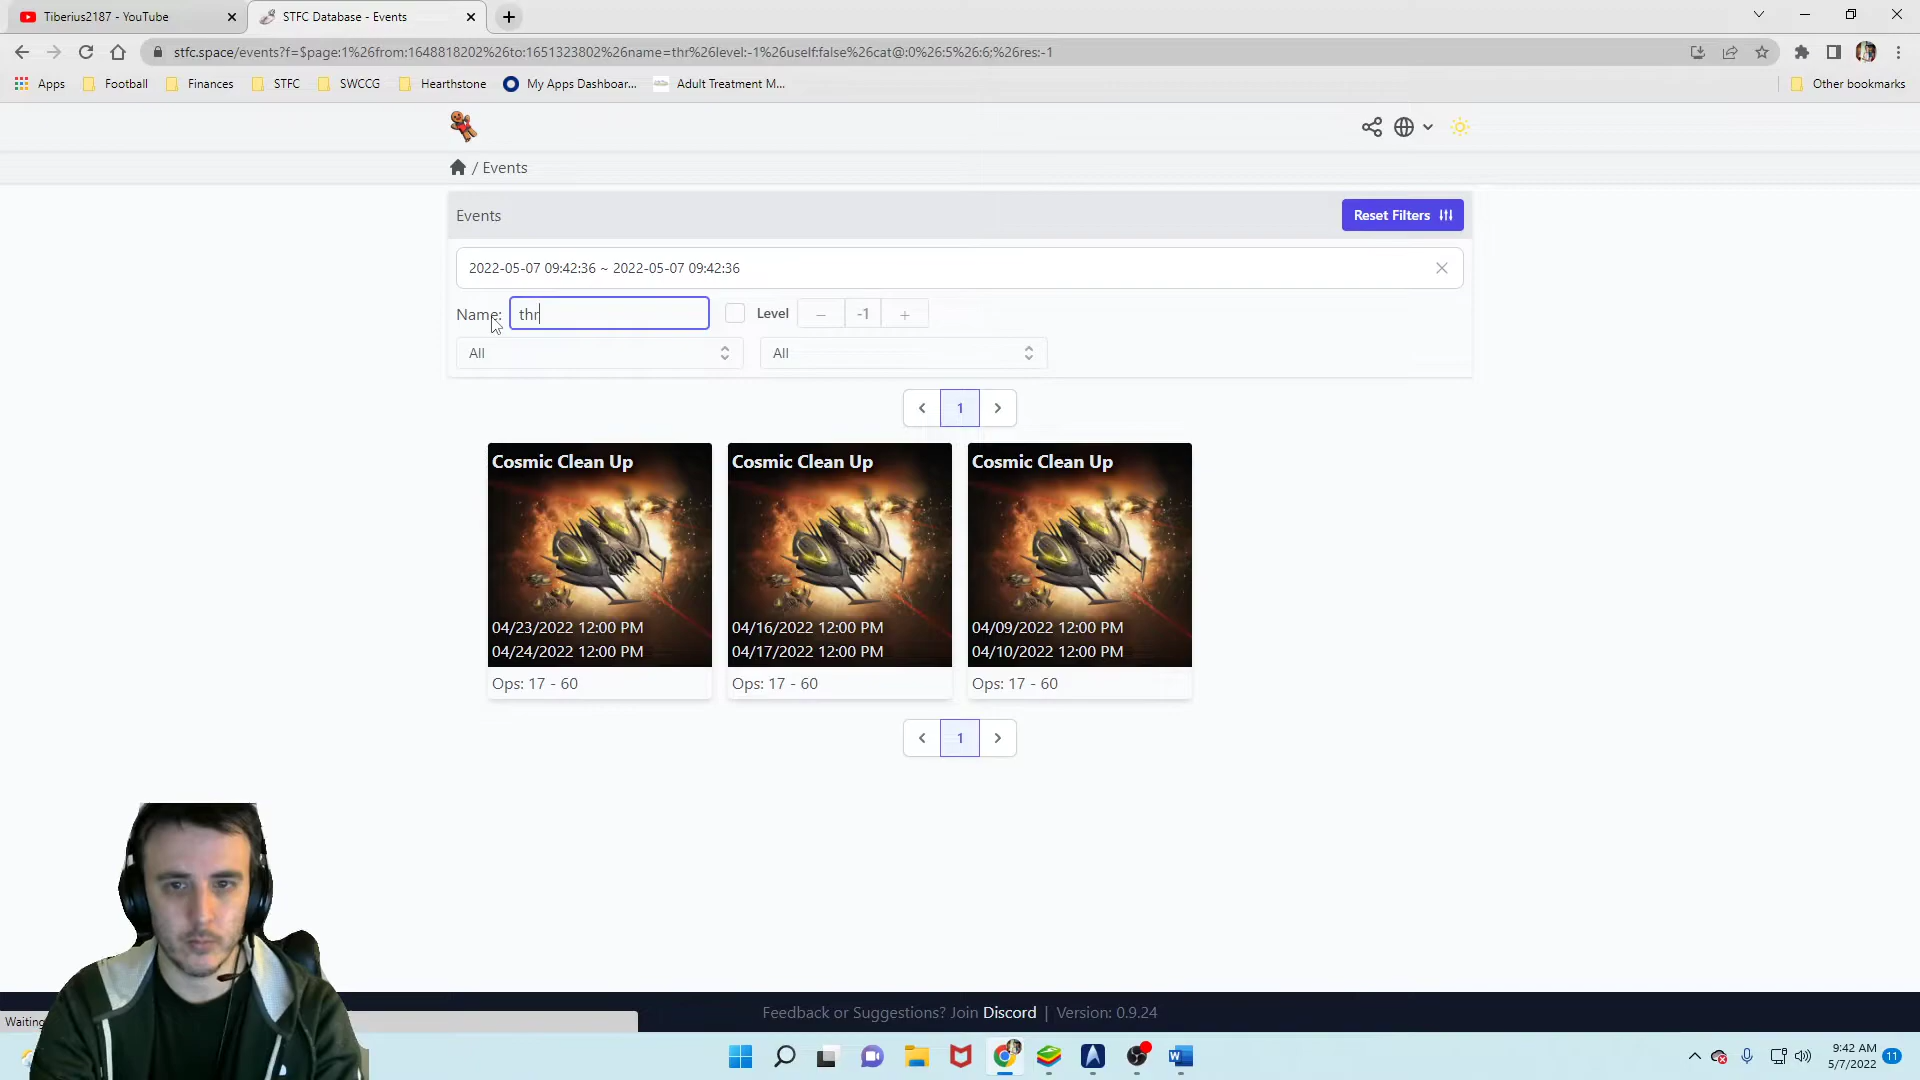 Tiberius2187 - YouTube
STFC Database - Events
stfc.space/events?f=$page:1%26from:1648818202%26to:1651323802%26name=thr%26level:-1%26uself:false%26cat@:0%26:5%26:6;%26res:-1
Apps Football Finances STFC SWCCG Hearthstone My Apps Dashboar... Adult Treatment M... Other bookmarks
/ Events
Events
Reset Filters
2022-05-07 09:42:36 ~ 2022-05-07 09:42:36
Name: thr Level − -1 +
All All
1
Cosmic Clean Up
04/23/2022 12:00 PM
04/24/2022 12:00 PM
Ops: 17 - 60
Cosmic Clean Up
04/16/2022 12:00 PM
04/17/2022 12:00 PM
Ops: 17 - 60
Cosmic Clean Up
04/09/2022 12:00 PM
04/10/2022 12:00 PM
Ops: 17 - 60
1
Feedback or Suggestions? Join Discord | Version: 0.9.24
Waiting
9:42 AM
5/7/2022
11